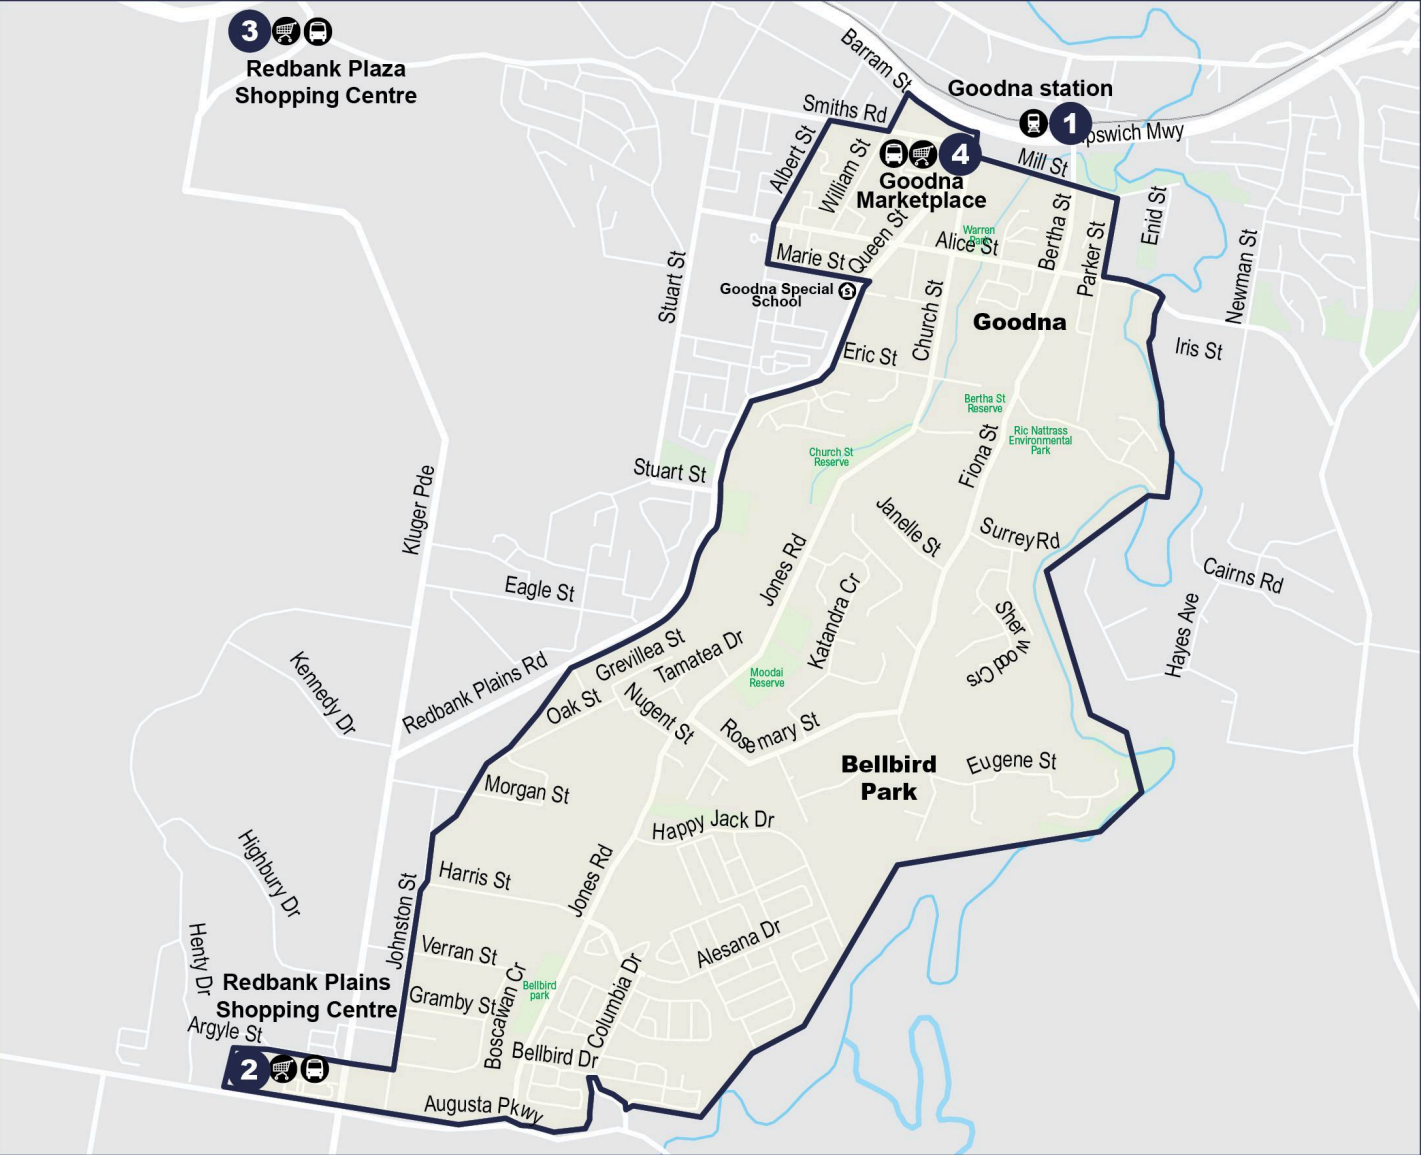 3
Redbank Plaza
Shopping Centre
Barram St
Goodna station
1
Ipswich Mwy
Smiths Rd
Albert St
William St
4
Goodna
Marketplace
Mill St
Enid St
Bertha St
Parker St
Newman St
Queen St
Warren
Park
Alice St
Marie St
Stuart St
Goodna Special
School
S
Church St
Goodna
Iris St
Eric St
Bertha St
Reserve
Ric Nattrass
Environmental
Park
Church St
Reserve
Fiona St
Stuart St
Kluger Pde
Janelle St
Surrey Rd
Jones Rd
Cairns Rd
Eagle St
Katandra Cr
Sherwood Crs
Hayes Ave
Grevillea St
Tamatea Dr
Moodai
Reserve
Kennedy Dr
Redbank Plains Rd
Oak St
Nugent St
Rosemary St
Bellbird
Park
Eugene St
Morgan St
Happy Jack Dr
Highbury Dr
Harris St
Jones Rd
Johnston St
Alesana Dr
Verran St
Henty Dr
Redbank Plains
Shopping Centre
Gramby St
Boscawan Cr
Bellbird
park
Columbia Dr
Argyle St
Bellbird Dr
2
Augusta Pkwy